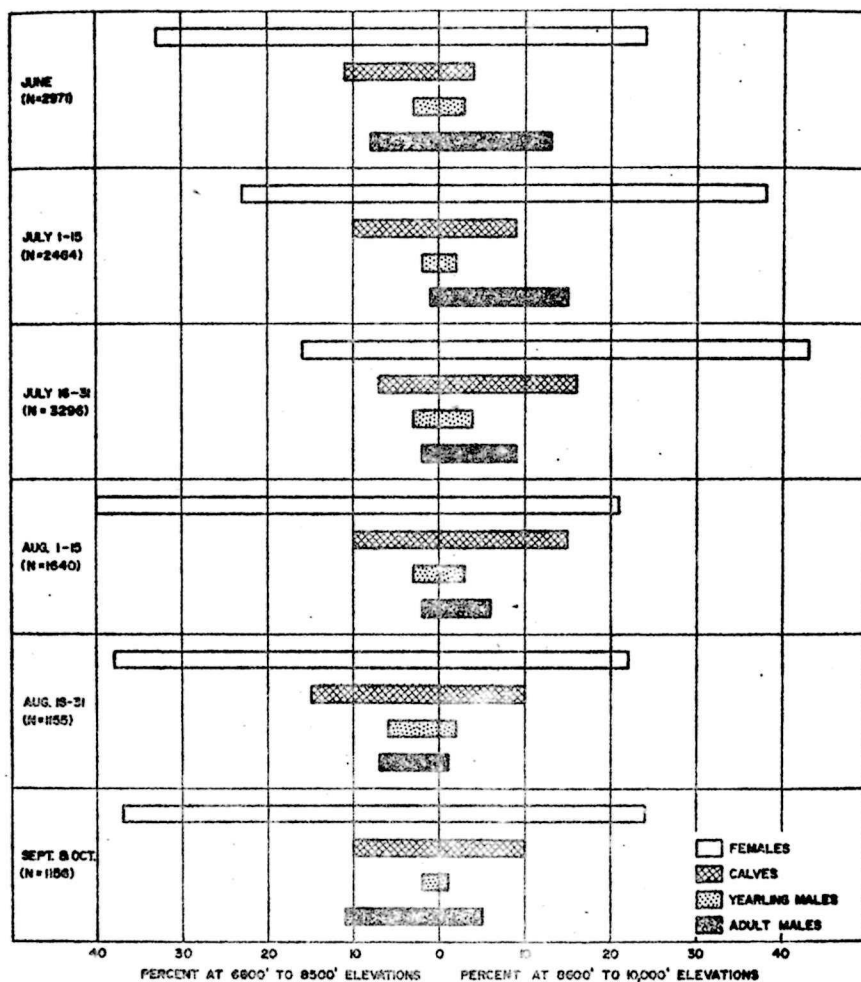 JUNE
(N=2971)
JULY 1-15
(N=2464)
JULY 16-31
(N = 3296)
AUG. 1-15
(N=1640)
AUG. 15-31
(N=1155)
SEPT. & OCT.
(N=1156)
FEMALES
CALVES
YEARLING MALES
ADULT MALES
40 30 20 10 0 10 20 30 40
PERCENT AT 6800' TO 8500' ELEVATIONS PERCENT AT 8600' TO 10,000' ELEVATIONS